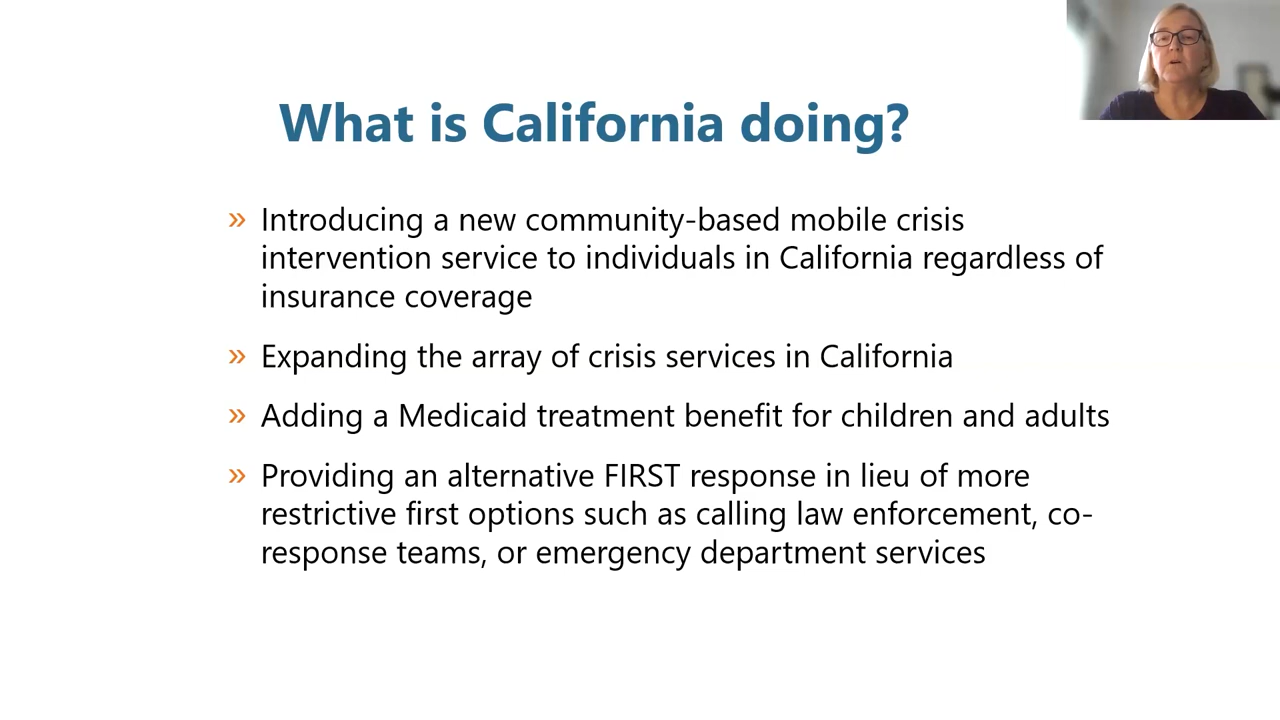 What is California doing?
» Introducing a new community-based mobile crisis
intervention service to individuals in California regardless of
insurance coverage
» Expanding the array of crisis services in California
» Adding a Medicaid treatment benefit for children and adults
» Providing an alternative FIRST response in lieu of more
restrictive first options such as calling law enforcement, co-
response teams, or emergency department services